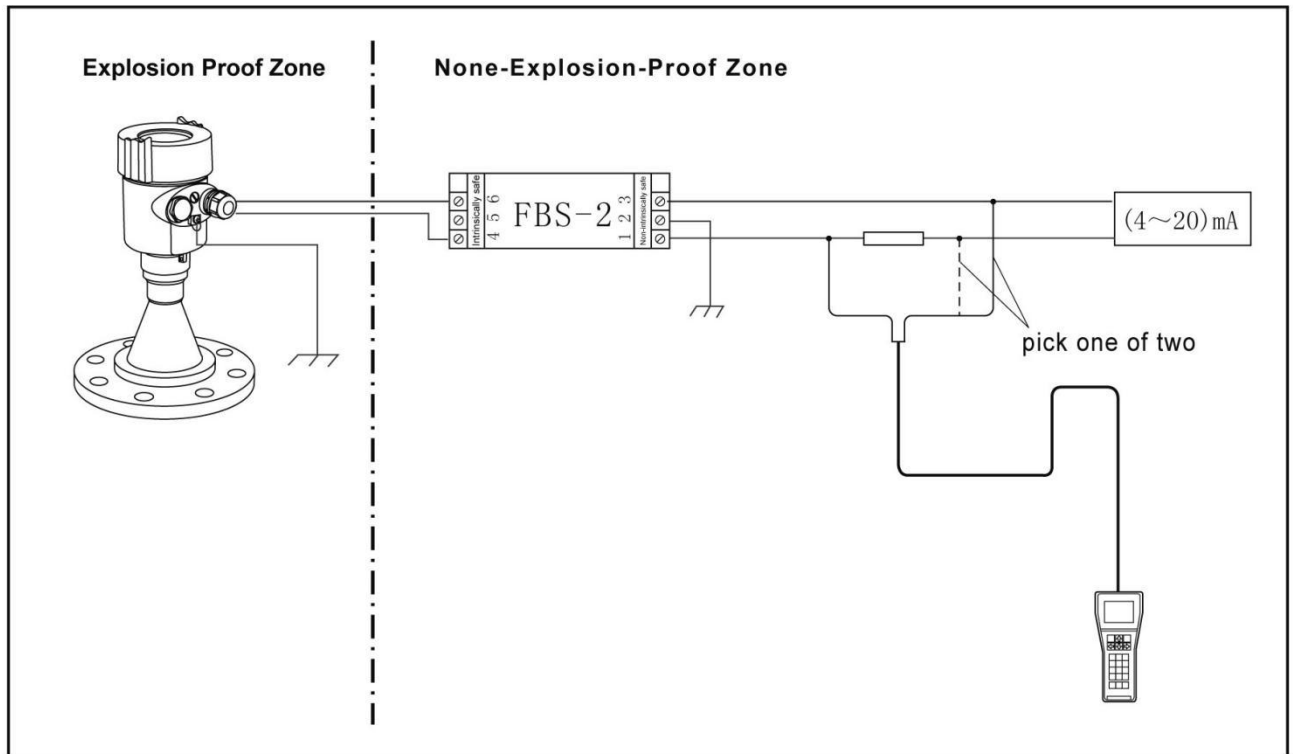 Explosion Proof Zone
None-Explosion-Proof Zone
Intrinsically safe
4 5 6
FBS-2
1 2 3
Non-intrinsically safe
(4～20)mA
pick one of two